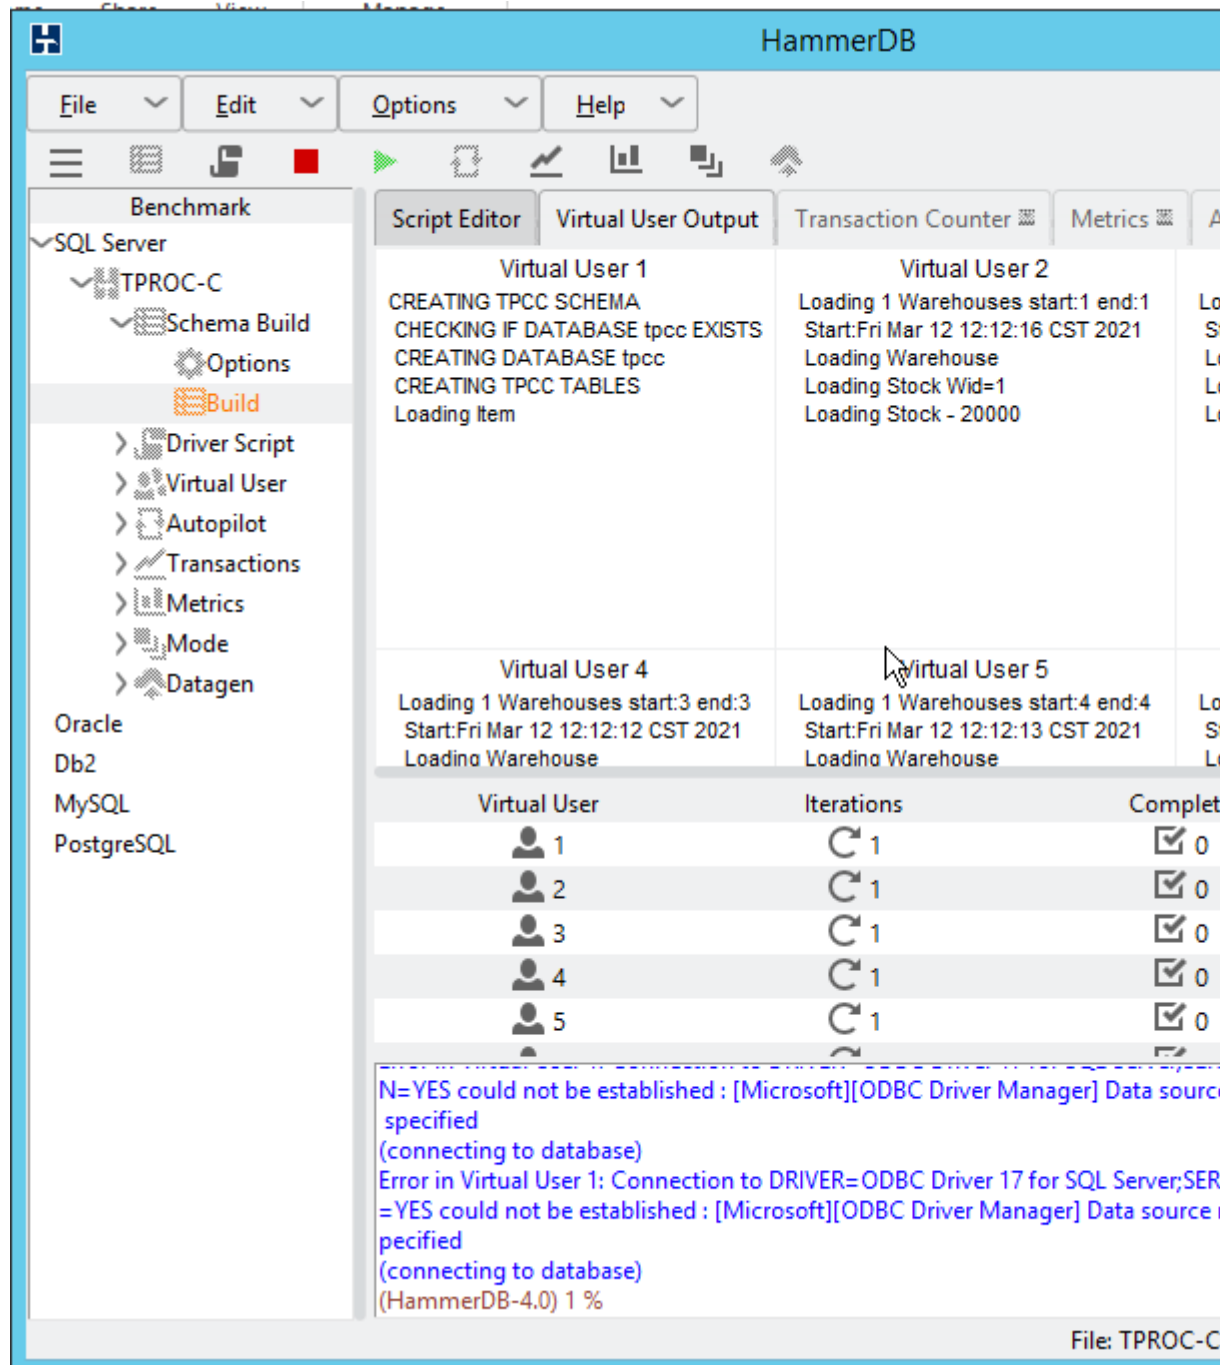 HammerDB
File
Edit
Options
Help
Benchmark
SQL Server
TPROC-C
Schema Build
Options
Build
Driver Script
Virtual User
Autopilot
Transactions
Metrics
Mode
Datagen
Oracle
Db2
MySQL
PostgreSQL
Script Editor
Virtual User Output
Transaction Counter
Metrics
A
Virtual User 1
CREATING TPCC SCHEMA
CHECKING IF DATABASE tpcc EXISTS
CREATING DATABASE tpcc
CREATING TPCC TABLES
Loading Item
Virtual User 2
Loading 1 Warehouses start:1 end:1
Start:Fri Mar 12 12:12:16 CST 2021
Loading Warehouse
Loading Stock Wid=1
Loading Stock - 20000
Virtual User 4
Loading 1 Warehouses start:3 end:3
Start:Fri Mar 12 12:12:12 CST 2021
Loading Warehouse
Virtual User 5
Loading 1 Warehouses start:4 end:4
Start:Fri Mar 12 12:12:13 CST 2021
Loading Warehouse
Virtual User Iterations Complet
1 1 0
2 1 0
3 1 0
4 1 0
5 1 0
N=YES could not be established : [Microsoft][ODBC Driver Manager] Data source
specified
(connecting to database)
Error in Virtual User 1: Connection to DRIVER=ODBC Driver 17 for SQL Server;SER
=YES could not be established : [Microsoft][ODBC Driver Manager] Data source
pecified
(connecting to database)
(HammerDB-4.0) 1 %
File: TPROC-C